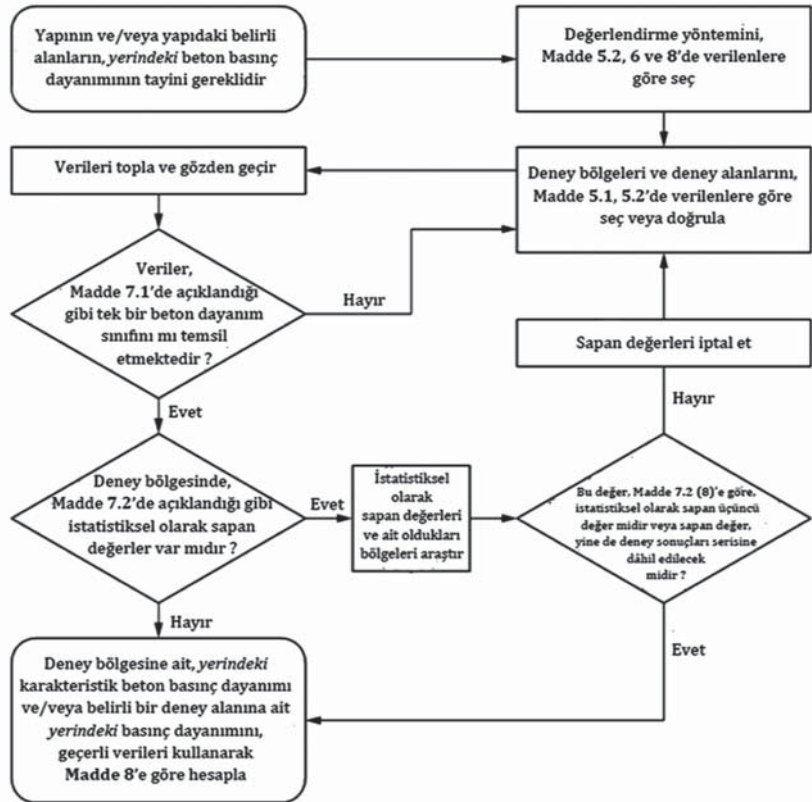 Yapının ve/veya yapıdaki belirli
alanların, yerindeki beton basınç
dayanımının tayini gereklidir
Değerlendirme yöntemini,
Madde 5.2, 6 ve 8'de verilenlere
göre seç
Verileri topla ve gözden geçir
Deney bölgeleri ve deney alanlarını,
Madde 5.1, 5.2'de verilenlere göre
seç veya doğrula
Veriler,
Madde 7.1'de açıklandığı
gibi tek bir beton dayanım
sınıfını mı temsil
etmektedir ?
Hayır
Sapan değerleri iptal et
Hayır
Evet
Deney bölgesinde,
Madde 7.2'de açıklandığı gibi
istatistiksel olarak sapan
değerler var mıdır ?
Evet
İstatistiksel
olarak
sapan değerleri
ve ait oldukları
bölgeleri araştır
Bu değer, Madde 7.2 (8)'e göre,
istatistiksel olarak sapan üçüncü
değer midir veya sapan değer,
yine de deney sonuçları serisine
dâhil edilecek
midir ?
Hayır
Evet
Deney bölgesine ait, yerindeki
karakteristik beton basınç dayanımı
ve/veya belirli bir deney alanına ait
yerindeki basınç dayanımını,
geçerli verileri kullanarak
Madde 8'e göre hesapla